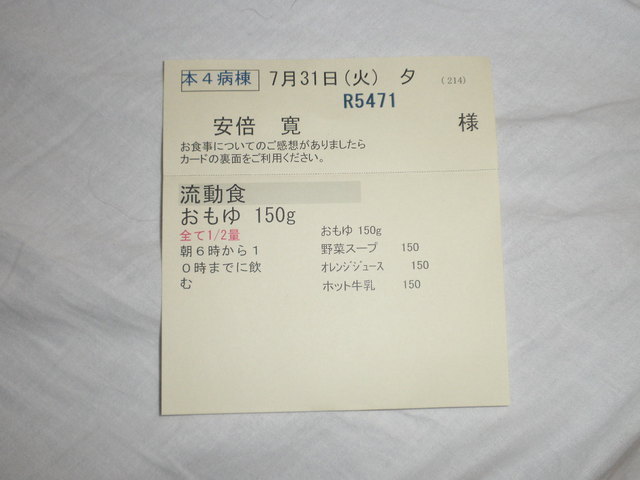 本４病棟 7月31日(火) 夕 (214)
R5471
安倍 寛 様
お食事についてのご感想がありましたら
カードの裏面をご利用ください。
流動食
おもゆ 150g
全て1/2量
朝６時から１
０時までに飲
む
おもゆ 150g
野菜スープ 150
ｵﾚﾝｼﾞｼﾞｭｰｽ 150
ホット牛乳 150